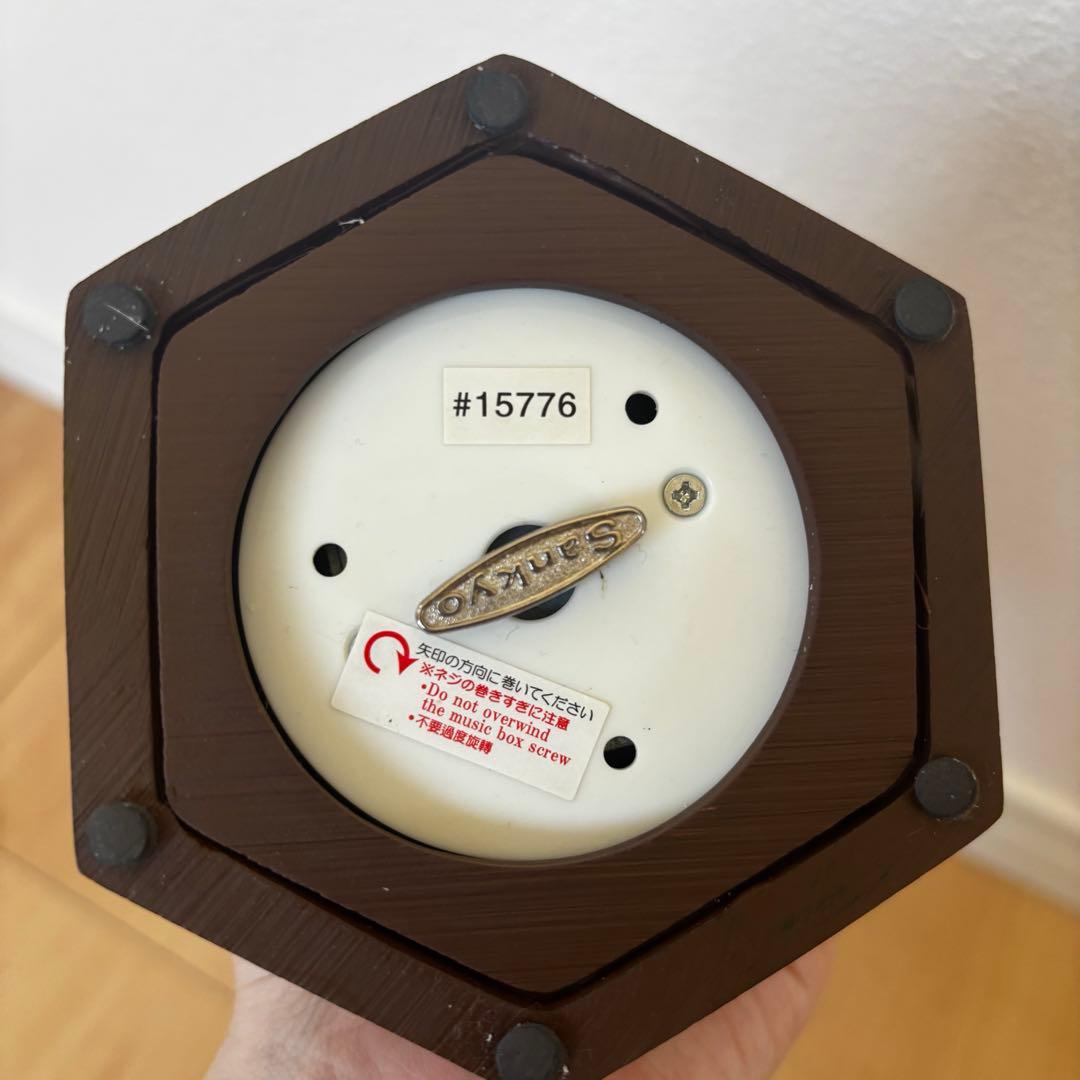 #15776
Sankyo
矢印の方向に巻いてください
※ネジの巻きすぎに注意
•Do not overwind
the music box screw
•不要過度旋轉